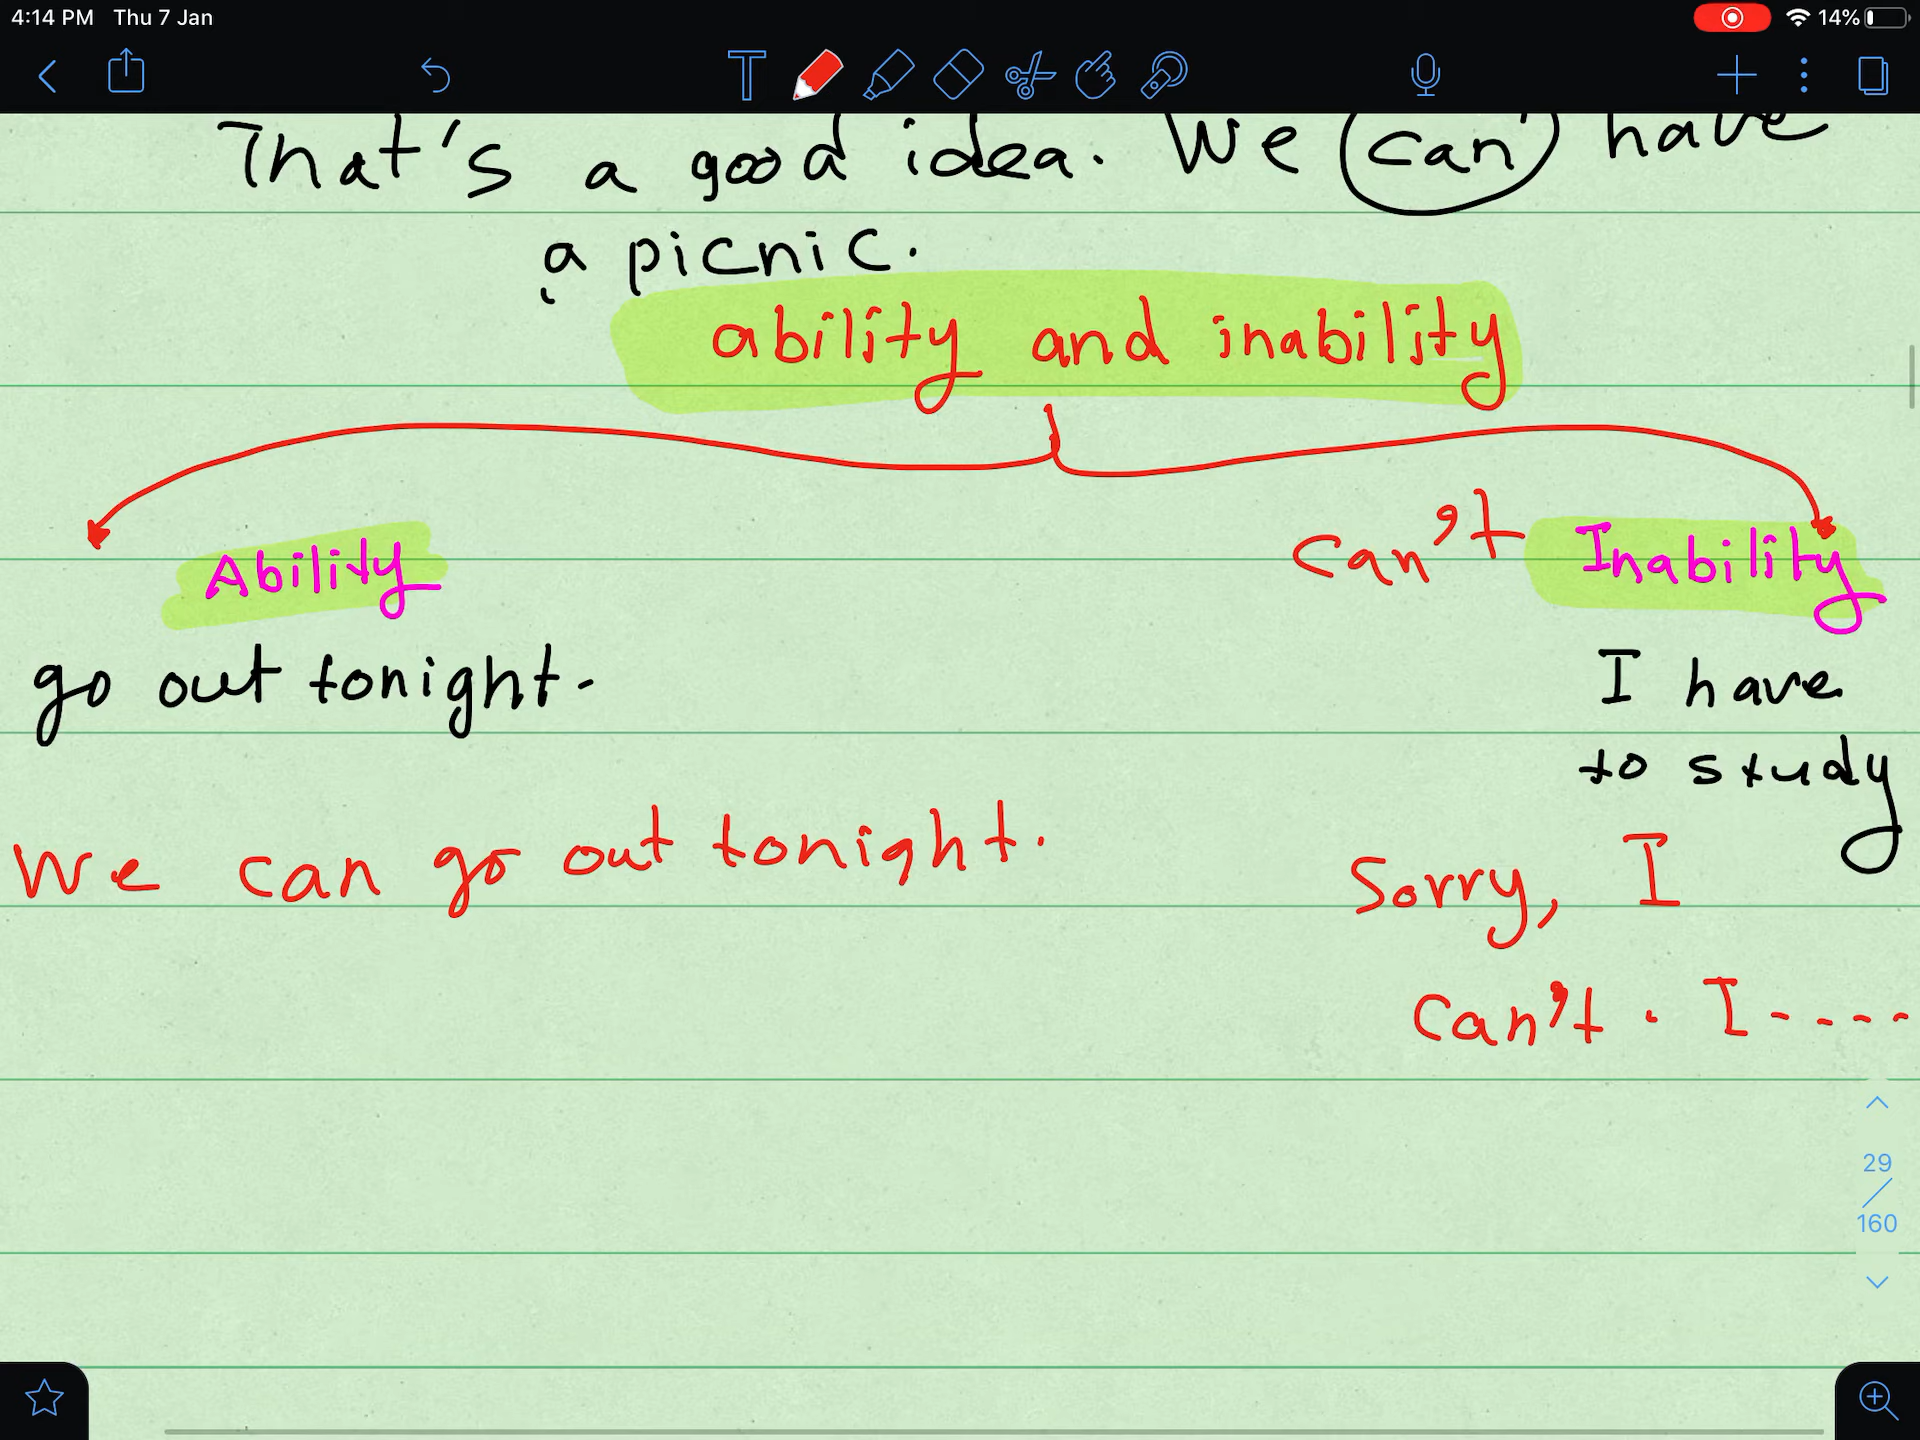 4:14 PM Thu 7 Jan
14%
That's a good idea. We can have
a picnic.
ability and inability
can't
Ability
Inability
go out tonight.
I have
to study
We can go out tonight.
Sorry, I
Can't. I-----
29
/
160